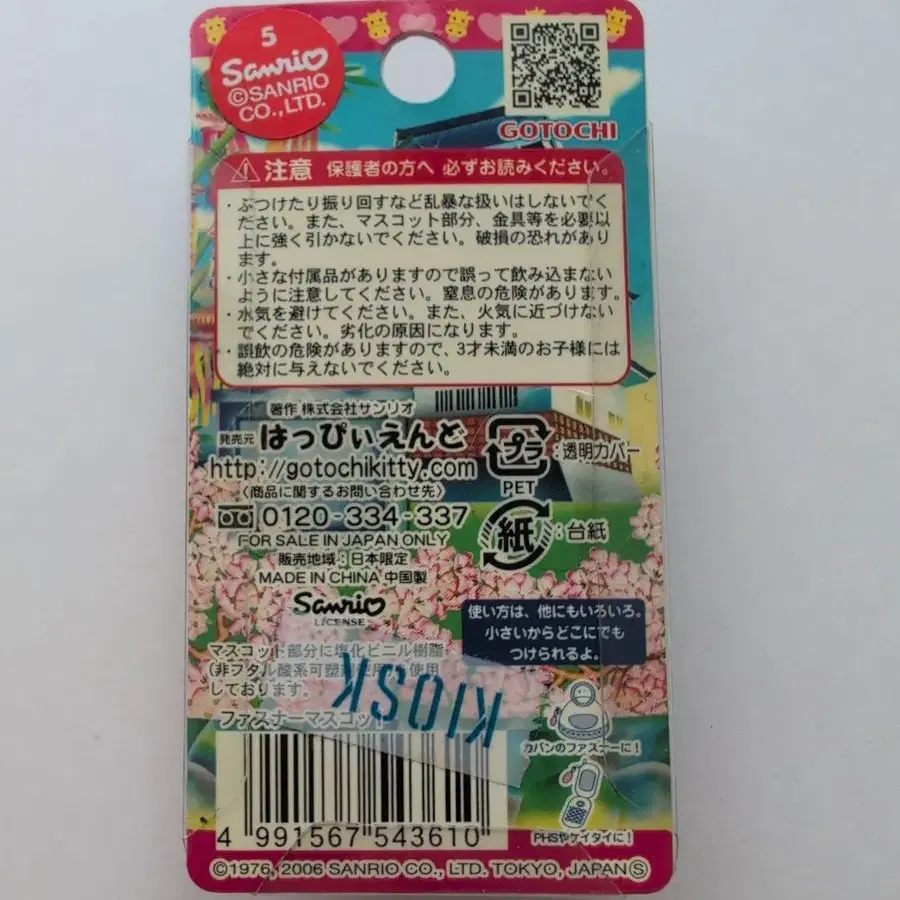 5
Sanrio
©SANRIO
CO.,LTD.
GOTOCHI
注意 保護者の方へ 必ずお読みください。
・ぶつけたり振り回すなど乱暴な扱いはしないでく
ださい。また、マスコット部分、金具等を必要以
上に強く引かないでください。破損の恐れがあり
ます。
・小さな付属品がありますので誤って飲み込まない
ように注意してください。窒息の危険があります。
・水気を避けてください。また、火気に近づけない
でください。劣化の原因になります。
・誤飲の危険がありますので、3才未満のお子様には
絶対に与えないでください。
著作 株式会社サンリオ
発売元 はっぴぃえんど
http://gotochikitty.com
〈商品に関するお問い合わせ先〉
0120-334-337
FOR SALE IN JAPAN ONLY
販売地域:日本限定
MADE IN CHINA 中国製
Sanrio
LICENSE
プラ :透明カバー
PET
紙 :台紙
使い方は、他にもいろいろ。
小さいからどこにでも
つけられるよ。
マスコット部分に塩化ビニル樹脂
(非フタル酸系可塑剤使用)使用
しております。
ファスナーマスコット
KIOSK
カバンのファスナーに!
PHSやケイタイに!
4 991567 543610
©1976, 2006 SANRIO CO., LTD. TOKYO, JAPAN Ⓢ